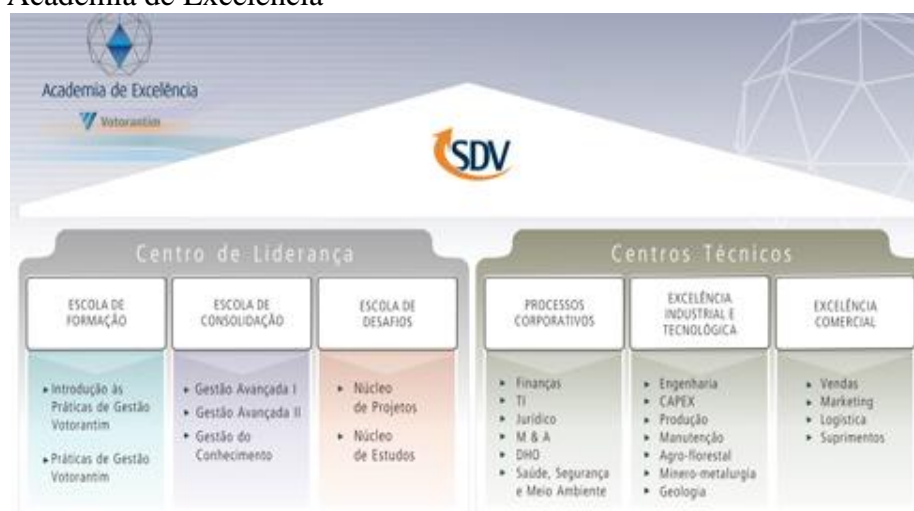 Academia de Excelência
Academia de Excelência
Votorantim
SDV
Centro de Liderança
ESCOLA DE
FORMAÇÃO
Introdução às
Práticas de Gestão
Votorantim
Práticas de Gestão
Votorantim
ESCOLA DE
CONSOLIDAÇÃO
Gestão Avançada I
Gestão Avançada II
Gestão do
Conhecimento
ESCOLA DE
DESAFIOS
Núcleo
de Projetos
Núcleo
de Estudos
Centros Técnicos
PROCESSOS
CORPORATIVOS
Finanças
TI
Jurídico
M & A
DHO
Saúde, Segurança
e Meio Ambiente
EXCELÊNCIA
INDUSTRIAL E
TECNOLÓGICA
Engenharia
CAPEX
Produção
Manutenção
Agro-florestal
Minero-metalurgia
Geologia
EXCELÊNCIA
COMERCIAL
Vendas
Marketing
Logística
Suprimentos